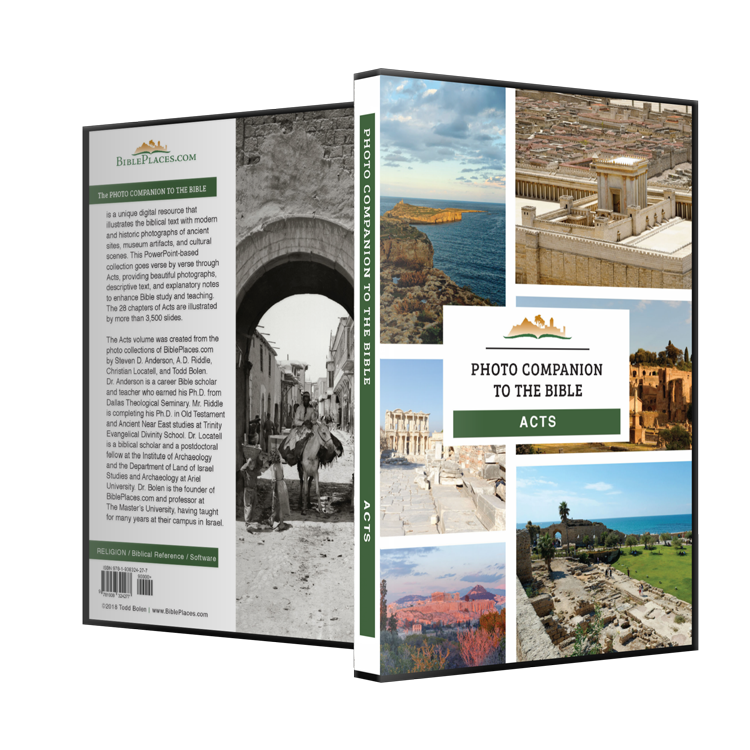 BIBLEPLACES.COM
The PHOTO COMPANION TO THE BIBLE
is a unique digital resource that
illustrates the biblical text with modern
and historic photographs of ancient
sites, museum artifacts, and cultural
scenes. This PowerPoint-based
collection goes verse by verse through
Acts, providing beautiful photographs,
descriptive text, and explanatory notes
to enhance Bible study and teaching.
The 28 chapters of Acts are illustrated
by more than 3,500 slides.
The Acts volume was created from the
photo collections of BiblePlaces.com
by Steven D. Anderson, A.D. Riddle,
Christian Locatell, and Todd Bolen.
Dr. Anderson is a career Bible scholar
and teacher who earned his Ph.D. from
Dallas Theological Seminary. Mr. Riddle
is completing his Ph.D. in Old Testament
and Ancient Near East studies at Trinity
Evangelical Divinity School. Dr. Locatell
is a biblical scholar and a postdoctoral
fellow at the Institute of Archaeology
and the Department of Land of Israel
Studies and Archaeology at Ariel
University. Dr. Bolen is the founder of
BiblePlaces.com and professor at
The Master's University, having taught
for many years at their campus in Israel.
RELIGION / Biblical Reference / Software
©2019 Todd Bolen | www.BiblePlaces.com
PHOTO COMPANION TO THE BIBLE
ACTS
PHOTO COMPANION
TO THE BIBLE
ACTS